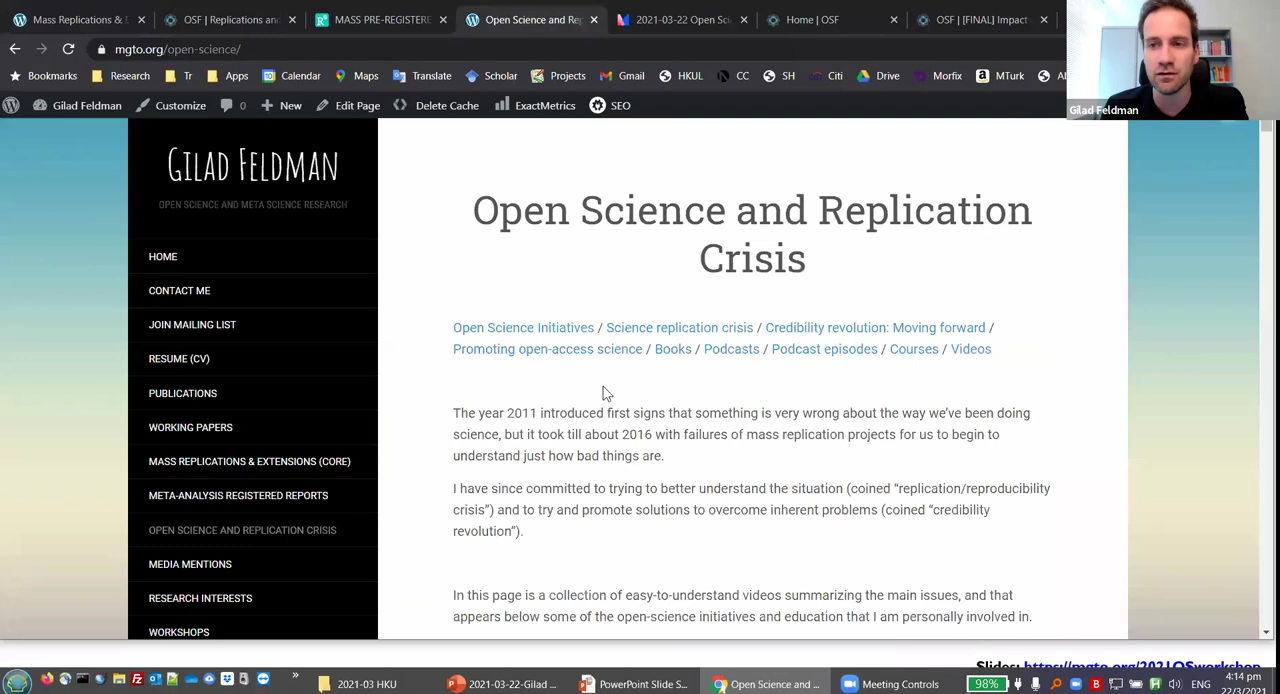 Mass Replications &
OSF | Replications and
MASS PRE-REGISTERE
Open Science and Rep
2021-03-22 Open Sci
Home | OSF
OSF | [FINAL] Impact
mgto.org/open-science/
Bookmarks
Research
Tr
Apps
Calendar
Maps
Translate
Scholar
Projects
Gmail
HKUL
CC
SH
Citi
Drive
Morfix
MTurk
Gilad Feldman
Gilad Feldman
Customize
0
New
Edit Page
Delete Cache
ExactMetrics
SEO
GILAD FELDMAN
OPEN SCIENCE AND META SCIENCE RESEARCH
HOME
CONTACT ME
JOIN MAILING LIST
RESUME (CV)
PUBLICATIONS
WORKING PAPERS
MASS REPLICATIONS & EXTENSIONS (CORE)
META-ANALYSIS REGISTERED REPORTS
OPEN SCIENCE AND REPLICATION CRISIS
MEDIA MENTIONS
RESEARCH INTERESTS
WORKSHOPS
Open Science and Replication
Crisis
Open Science Initiatives / Science replication crisis / Credibility revolution: Moving forward /
Promoting open-access science / Books / Podcasts / Podcast episodes / Courses / Videos
The year 2011 introduced first signs that something is very wrong about the way we've been doing
science, but it took till about 2016 with failures of mass replication projects for us to begin to
understand just how bad things are.
I have since committed to trying to better understand the situation (coined “replication/reproducibility
crisis”) and to try and promote solutions to overcome inherent problems (coined “credibility
revolution”).
In this page is a collection of easy-to-understand videos summarizing the main issues, and that
appears below some of the open-science initiatives and education that I am personally involved in.
Slides: https://mgto.org/2021OSworkshop
2021-03 HKU
2021-03-22-Gilad ...
PowerPoint Slide S...
Open Science and ...
Meeting Controls
98%
ENG
4:14 pm
22/3/2021